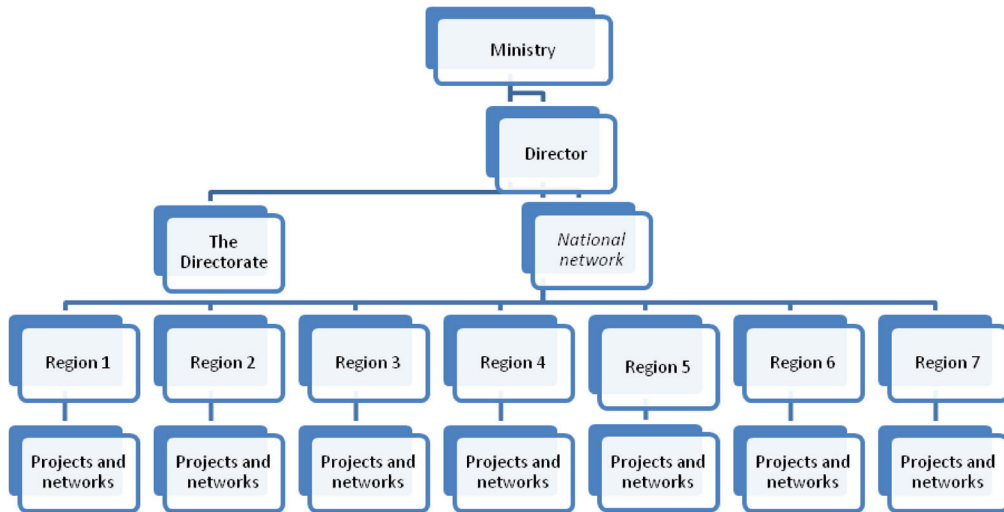 Ministry
Director
The
Directorate
National
network
Region 1
Region 2
Region 3
Region 4
Region 5
Region 6
Region 7
Projects and
networks
Projects and
networks
Projects and
networks
Projects and
networks
Projects and
networks
Projects and
networks
Projects and
networks